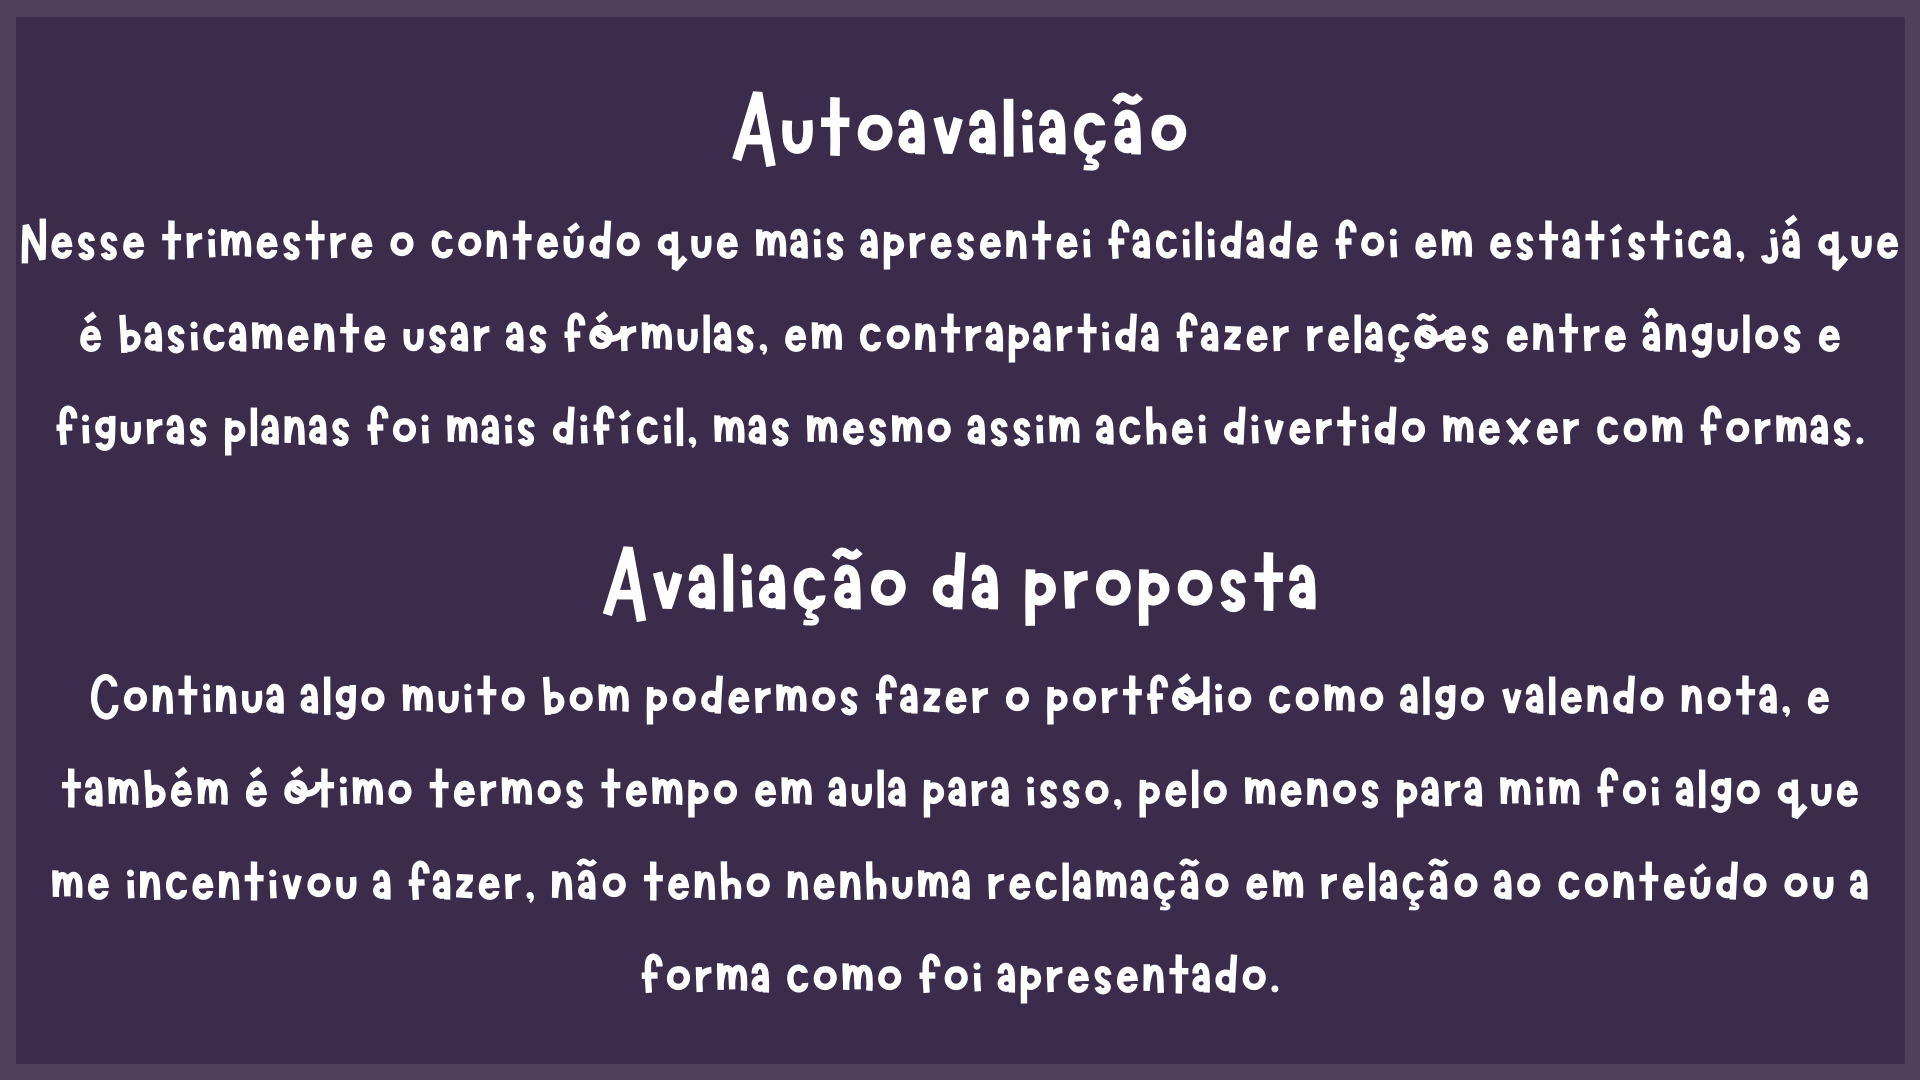 Autoavaliação
Nesse trimestre o conteúdo que mais apresentei facilidade foi em estatística, já que
é basicamente usar as fórmulas, em contrapartida fazer relações entre ângulos e
figuras planas foi mais difícil, mas mesmo assim achei divertido mexer com formas.
Avaliação da proposta
Continua algo muito bom podermos fazer o portfólio como algo valendo nota, e
também é ótimo termos tempo em aula para isso, pelo menos para mim foi algo que
me incentivou a fazer, não tenho nenhuma reclamação em relação ao conteúdo ou a
forma como foi apresentado.